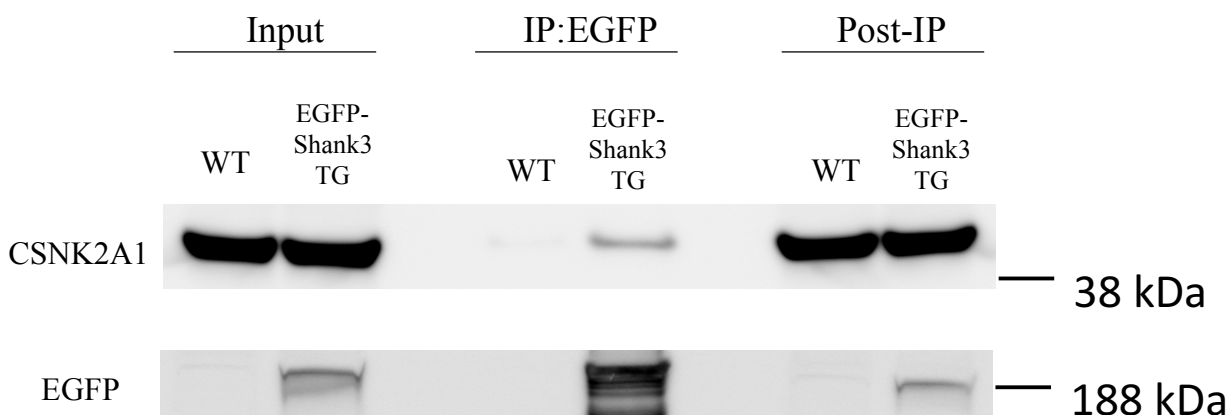 Input IP:EGFP Post-IP
WT EGFP-
Shank3
TG WT EGFP-
Shank3
TG WT EGFP-
Shank3
TG
CSNK2A1
38 kDa
EGFP
188 kDa